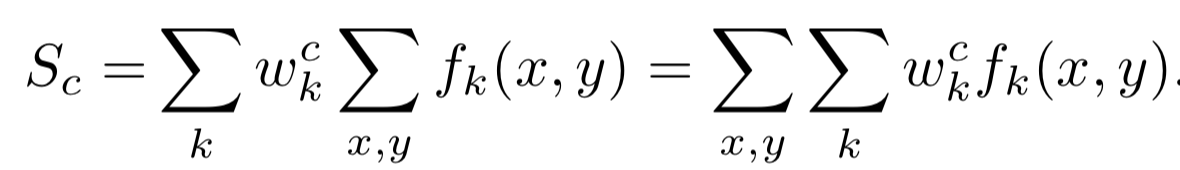 S_c = \sum_k w_k^c \sum_{x,y} f_k(x, y) = \sum_{x,y} \sum_k w_k^c f_k(x, y).